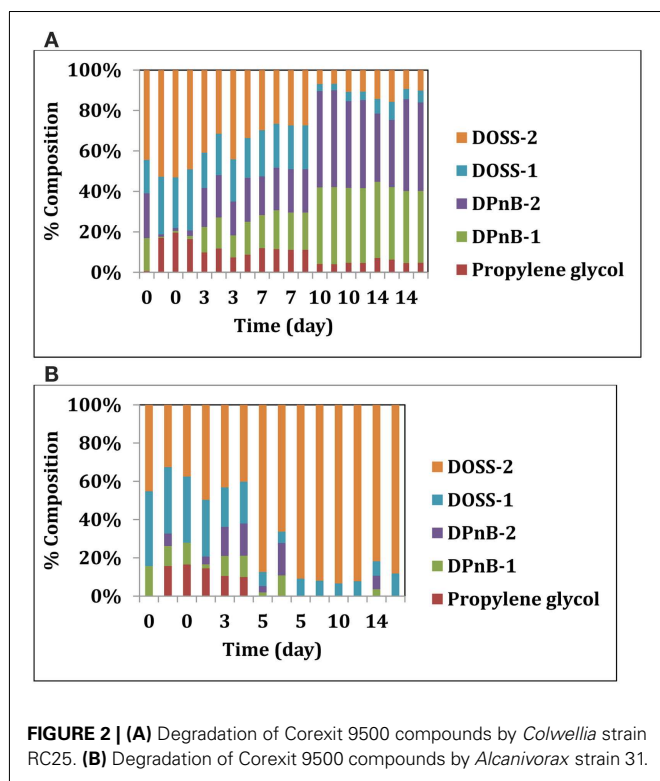 A
100%
80%
60%
40%
20%
0%
% Composition
0 0 3 3 7 7 10 10 14 14
Time (day)
DOSS-2
DOSS-1
DPnB-2
DPnB-1
Propylene glycol
B
100%
80%
60%
40%
20%
0%
% Composition
0 0 3 5 5 10 14
Time (day)
DOSS-2
DOSS-1
DPnB-2
DPnB-1
Propylene glycol
FIGURE 2 | (A) Degradation of Corexit 9500 compounds by Colwellia strain
RC25. (B) Degradation of Corexit 9500 compounds by Alcanivorax strain 31.